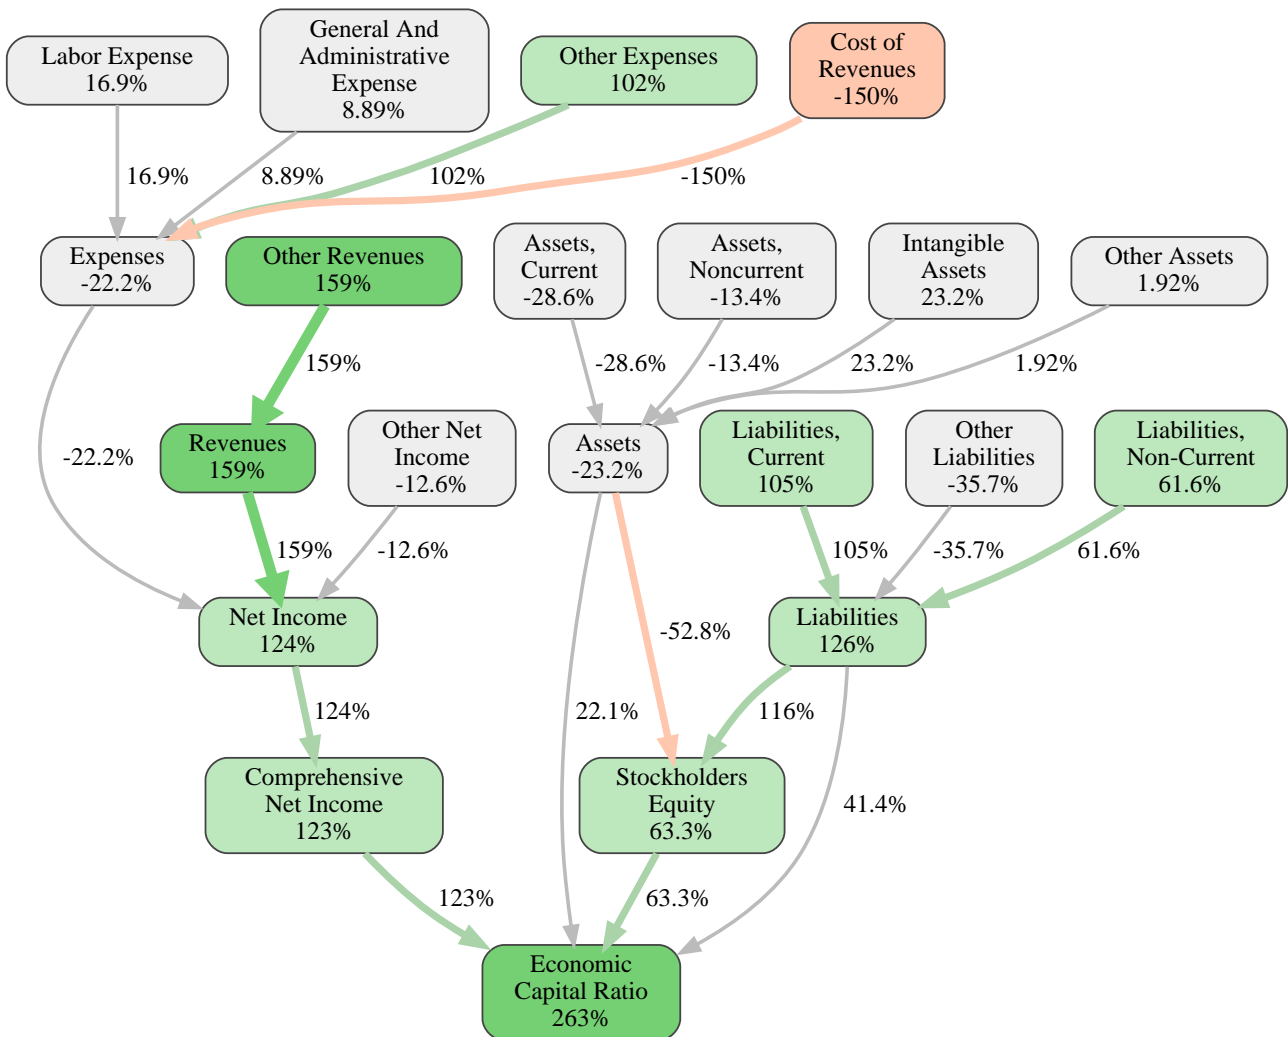 Labor Expense
16.9%
General And
Administrative
Expense
8.89%
Other Expenses
102%
Cost of
Revenues
-150%
16.9%
8.89%
102%
-150%
Expenses
-22.2%
Other Revenues
159%
Assets,
Current
-28.6%
Assets,
Noncurrent
-13.4%
Intangible
Assets
23.2%
Other Assets
1.92%
159%
-28.6%
-13.4%
23.2%
1.92%
-22.2%
Revenues
159%
Other Net
Income
-12.6%
Assets
-23.2%
Liabilities,
Current
105%
Other
Liabilities
-35.7%
Liabilities,
Non-Current
61.6%
159%
-12.6%
105%
-35.7%
61.6%
Net Income
124%
-52.8%
Liabilities
126%
124%
22.1%
116%
Comprehensive
Net Income
123%
Stockholders
Equity
63.3%
41.4%
123%
63.3%
Economic
Capital Ratio
263%